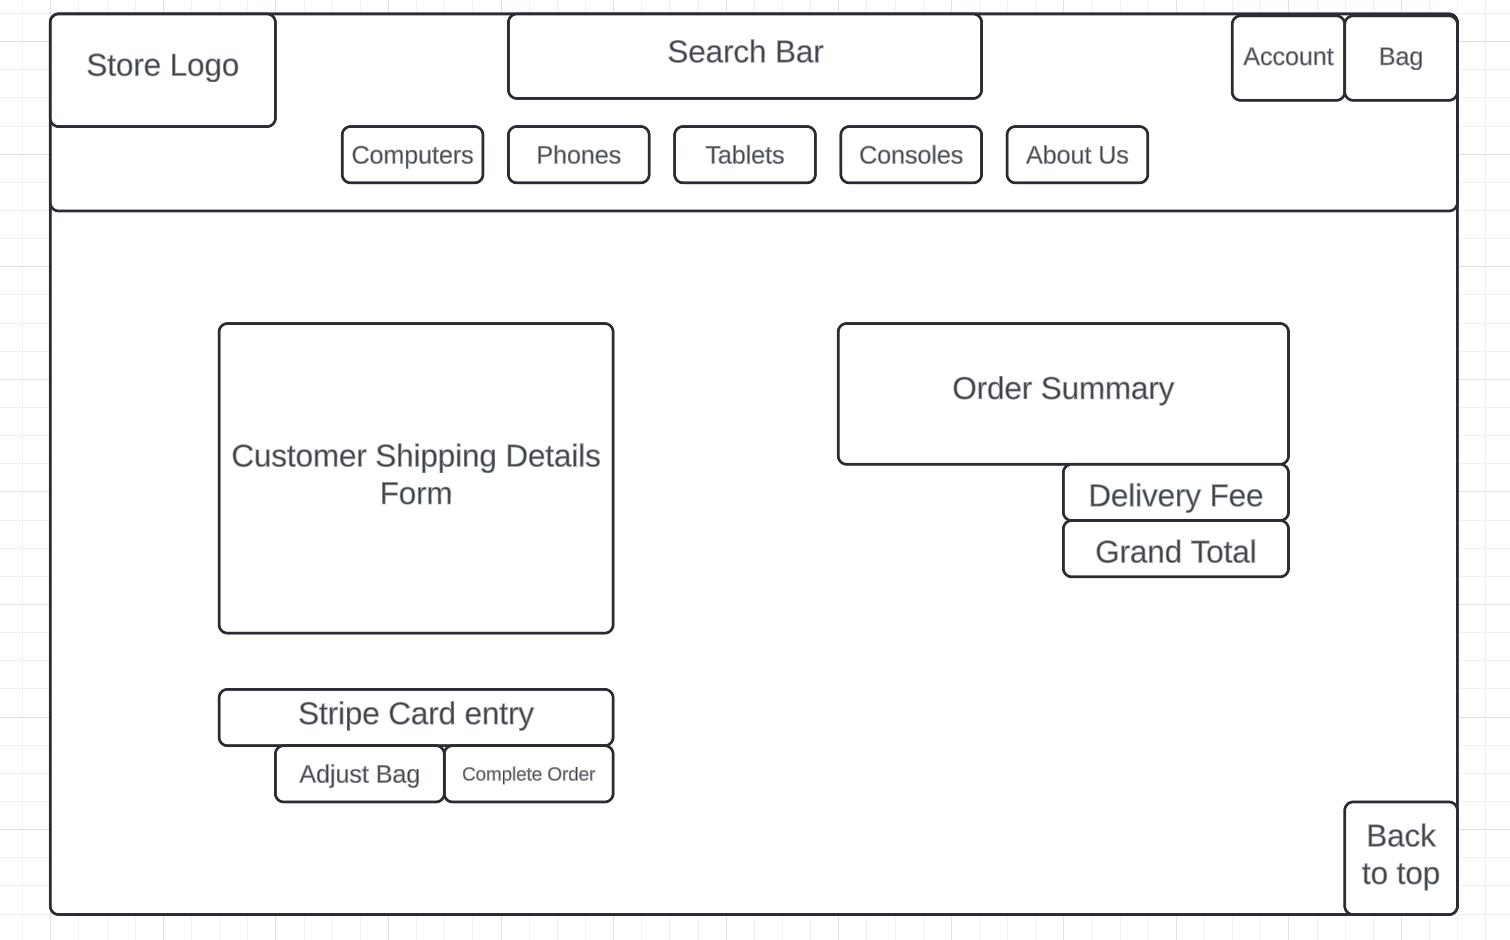 Store Logo
Search Bar
Account
Bag
Computers
Phones
Tablets
Consoles
About Us
Customer Shipping Details
Form
Order Summary
Delivery Fee
Grand Total
Stripe Card entry
Adjust Bag
Complete Order
Back
to top